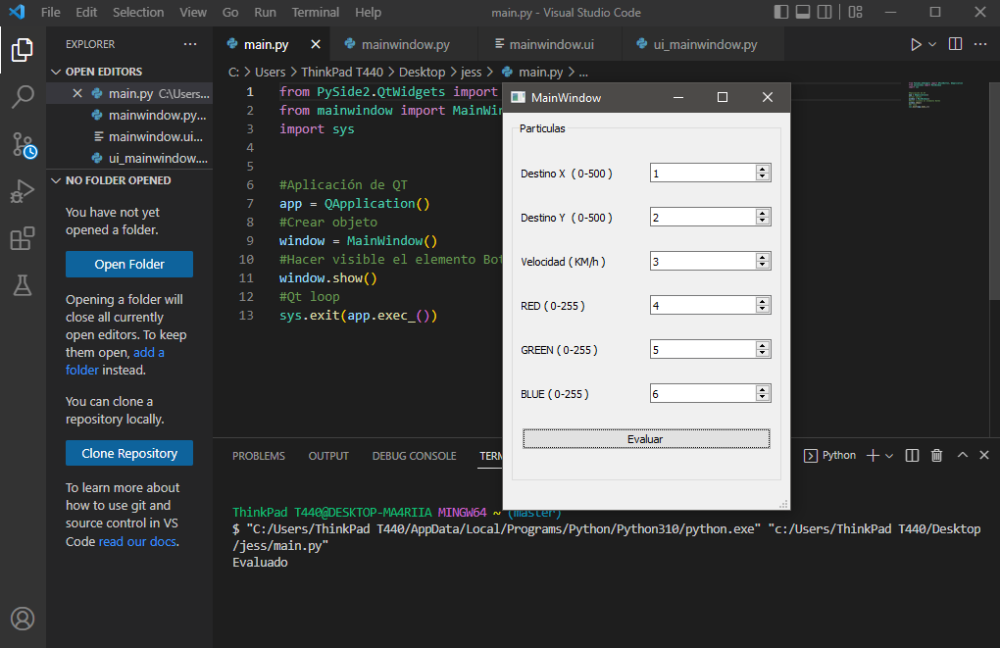 File Edit Selection View Go Run Terminal Help main.py - Visual Studio Code
EXPLORER
OPEN EDITORS
main.py C:\Users...
mainwindow.py...
mainwindow.ui...
ui_mainwindow....
NO FOLDER OPENED
You have not yet
opened a folder.
Open Folder
Opening a folder will
close all currently
open editors. To keep
them open, add a
folder instead.
You can clone a
repository locally.
Clone Repository
To learn more about
how to use git and
source control in VS
Code read our docs.
main.py mainwindow.py mainwindow.ui ui_mainwindow.py
C: > Users > ThinkPad T440 > Desktop > jess > main.py > ...
1 from PySide2.QtWidgets import
2 from mainwindow import MainWin
3 import sys
4
5
6 #Aplicación de QT
7 app = QApplication()
8 #Crear objeto
9 window = MainWindow()
10 #Hacer visible el elemento Bot
11 window.show()
12 #Qt loop
13 sys.exit(app.exec_())
MainWindow
Particulas
Destino X ( 0-500 ) 1
Destino Y ( 0-500 ) 2
Velocidad ( KM/h ) 3
RED ( 0-255 ) 4
GREEN ( 0-255 ) 5
BLUE ( 0-255 ) 6
Evaluar
PROBLEMS OUTPUT DEBUG CONSOLE TERM Python
ThinkPad T440@DESKTOP-MA4RIIA MINGW64 ~ (master)
$ "C:/Users/ThinkPad T440/AppData/Local/Programs/Python/Python310/python.exe" "c:/Users/ThinkPad T440/Desktop
/jess/main.py"
Evaluado